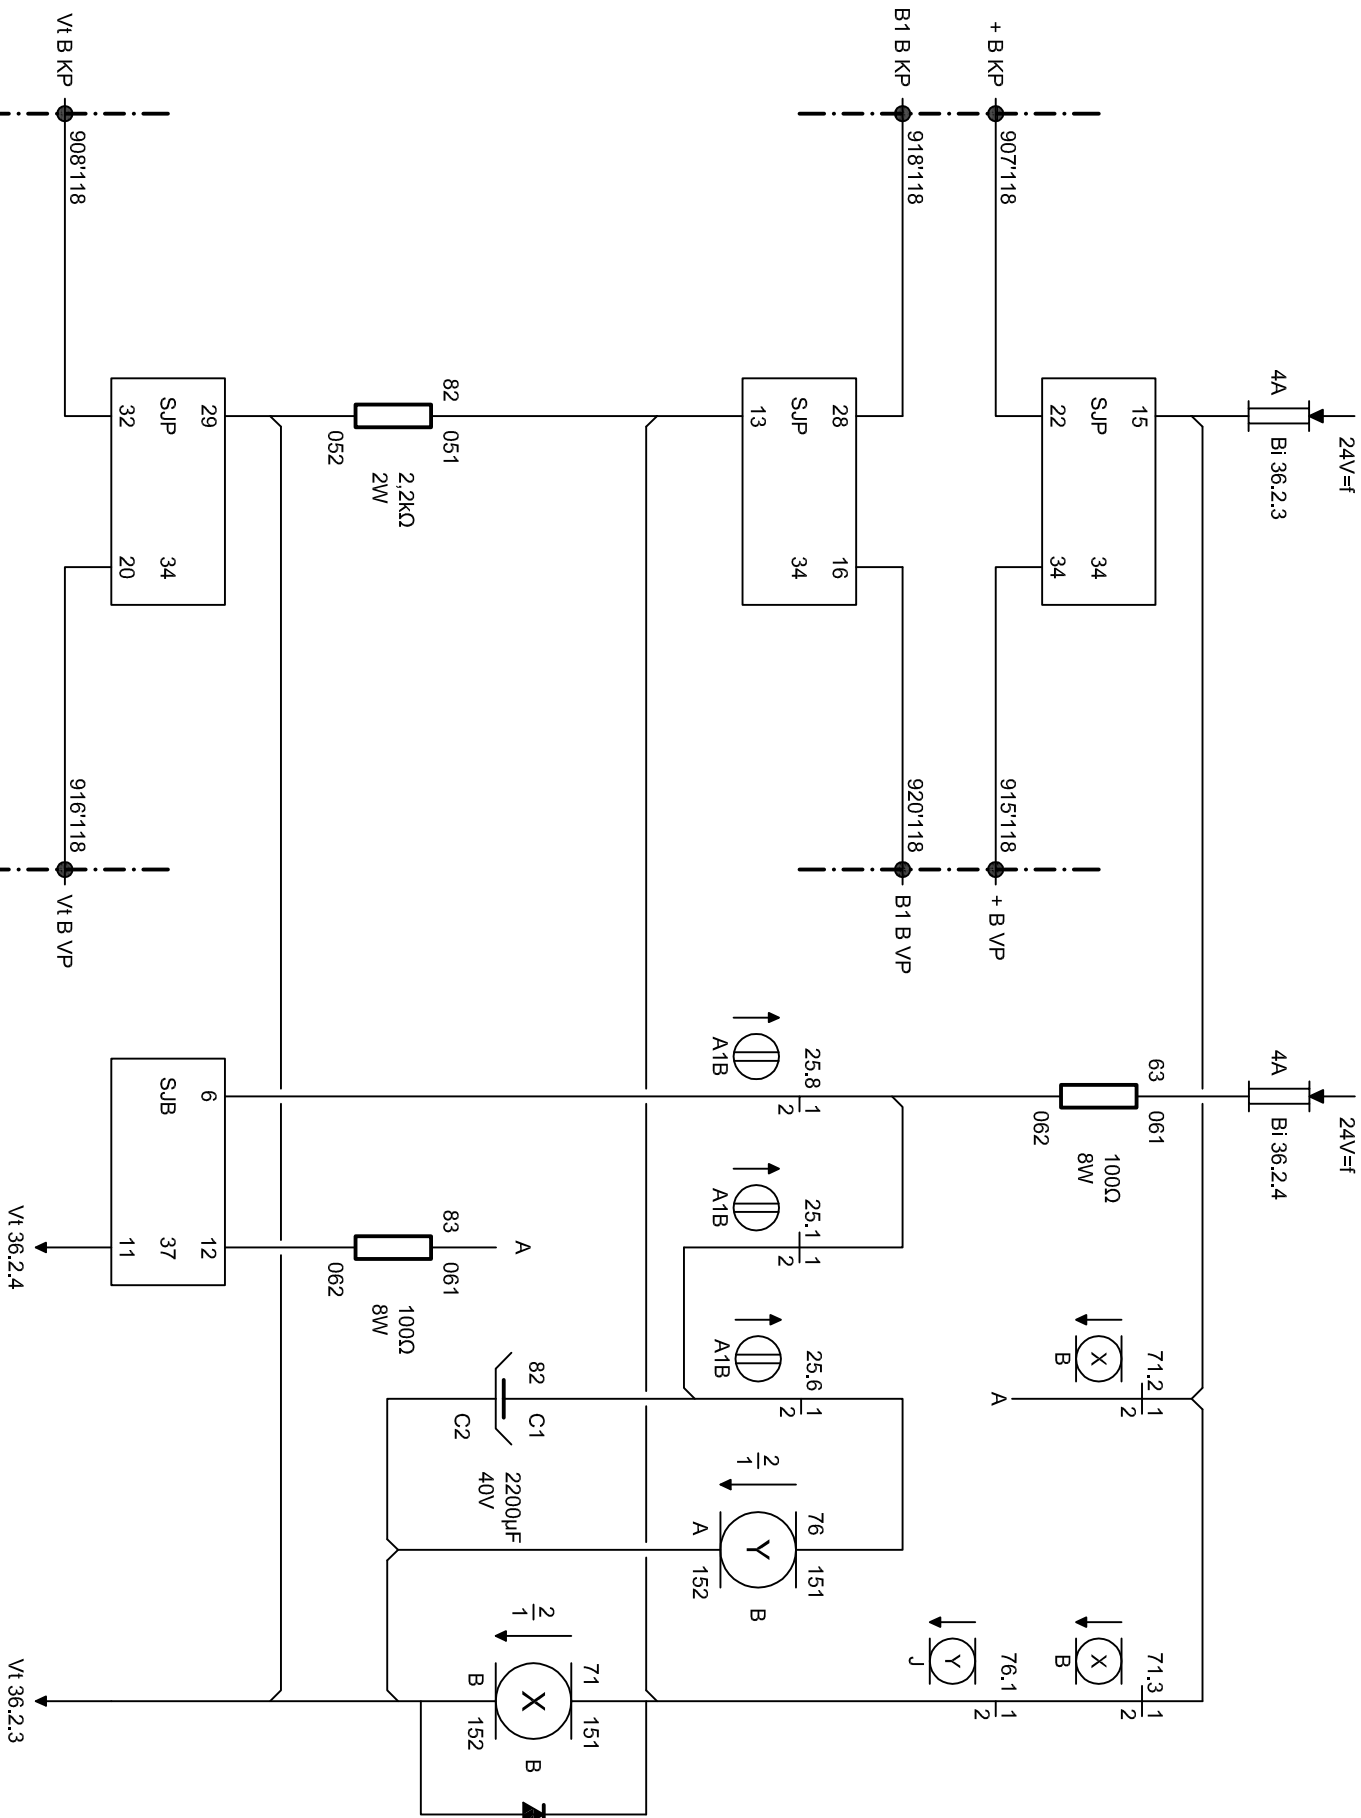 24V=f
4A
Bi 36.2.3
24V=f
4A
Bi 36.2.4
15
SJP
34
22
34
63
061
062
100Ω
8W
71.2
1
2
X
B
A
71.3
1
2
X
B
+ B KP
907'118
915'118
+ B VP
76.1
1
2
Y
J
B1 B KP
918'118
920'118
B1 B VP
28
16
SJP
34
13
25.8
1
2
A1B
25.1
1
2
A1B
25.6
1
2
A1B
2
1
76
151
Y
B
A
152
82
051
052
2,2kΩ
2W
83
061
062
A
100Ω
8W
82
C1
C2
2200µF
40V
2
1
71
151
X
B
B
152
29
SJP
34
32
20
6
12
SJB
37
11
Vt B KP
908'118
916'118
Vt B VP
Vt 36.2.4
Vt 36.2.3